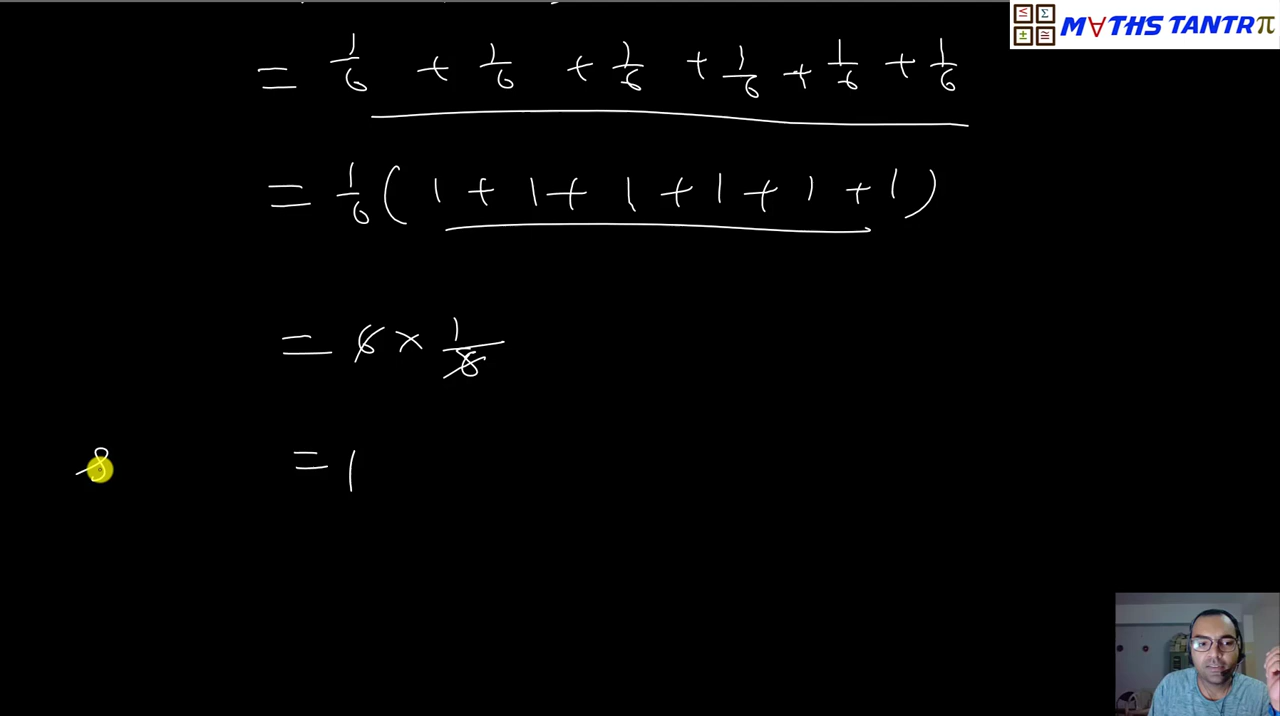 ≤ Σ ± ≅ M∀THS TANTRπ
= 1/6 + 1/6 + 1/6 + 1/6 + 1/6 + 1/6
= 1/6 ( 1 + 1 + 1 + 1 + 1 + 1 )
= 6 × 1/6
= 1